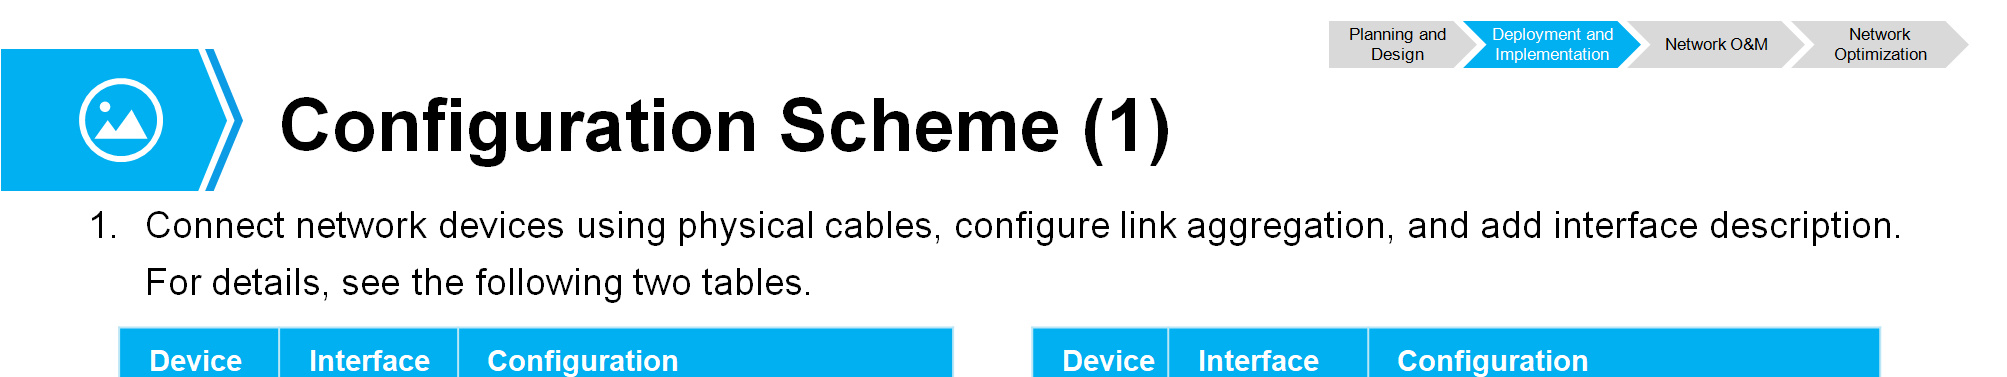 Planning and
Design
Deployment and
Implementation
Network O&M
Network
Optimization
Configuration Scheme (1)
1. Connect network devices using physical cables, configure link aggregation, and add interface description.
For details, see the following two tables.
Device Interface Configuration
Device Interface Configuration